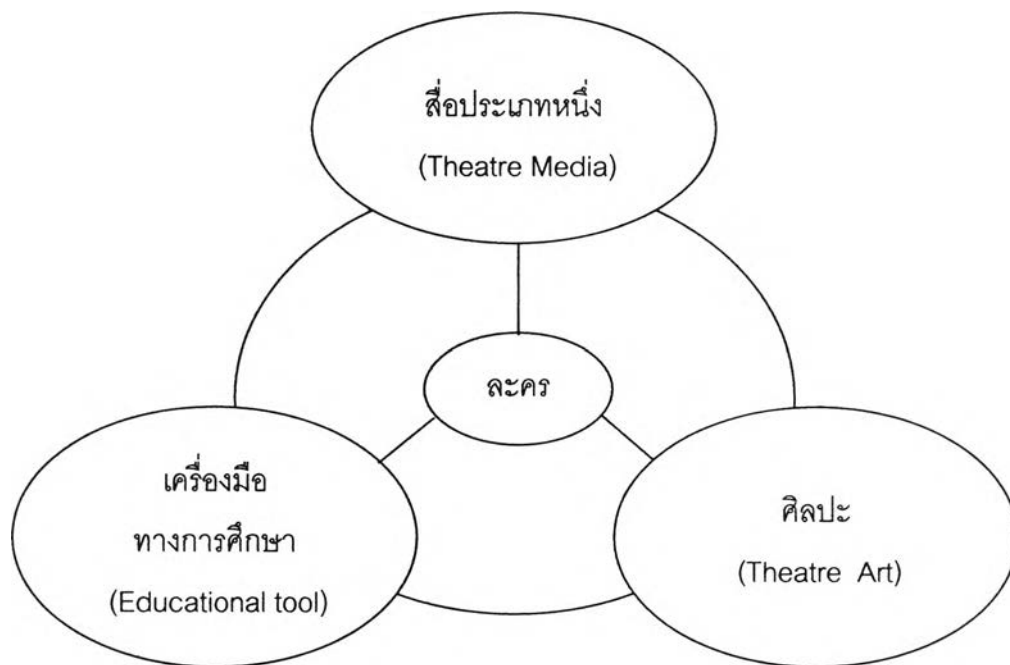 สื่อประเภทหนึ่ง
(Theatre Media)
ละคร
เครื่องมือ
ทางการศึกษา
(Educational tool)
ศิลปะ
(Theatre Art)